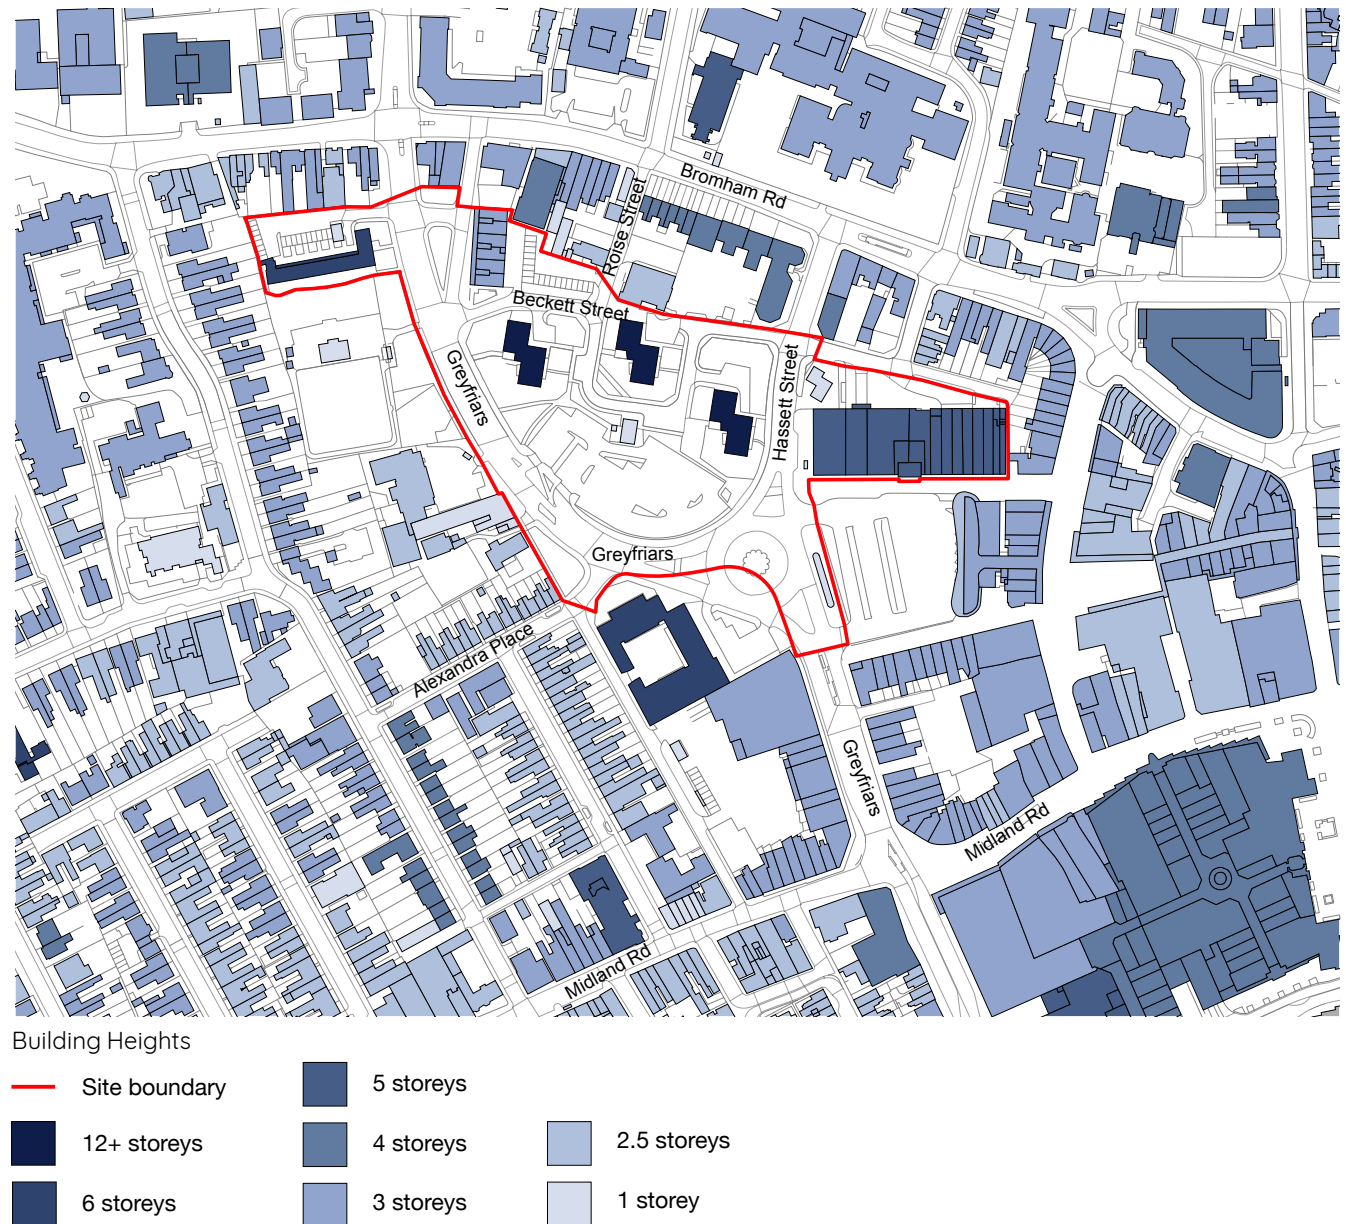 Bromham Rd
Roise Street
Beckett Street
Greyfriars
Hassett Street
Greyfriars
Alexandra Place
Greyfriars
Midland Rd
Midland Rd
Building Heights
Site boundary
12+ storeys
6 storeys
5 storeys
4 storeys
3 storeys
2.5 storeys
1 storey